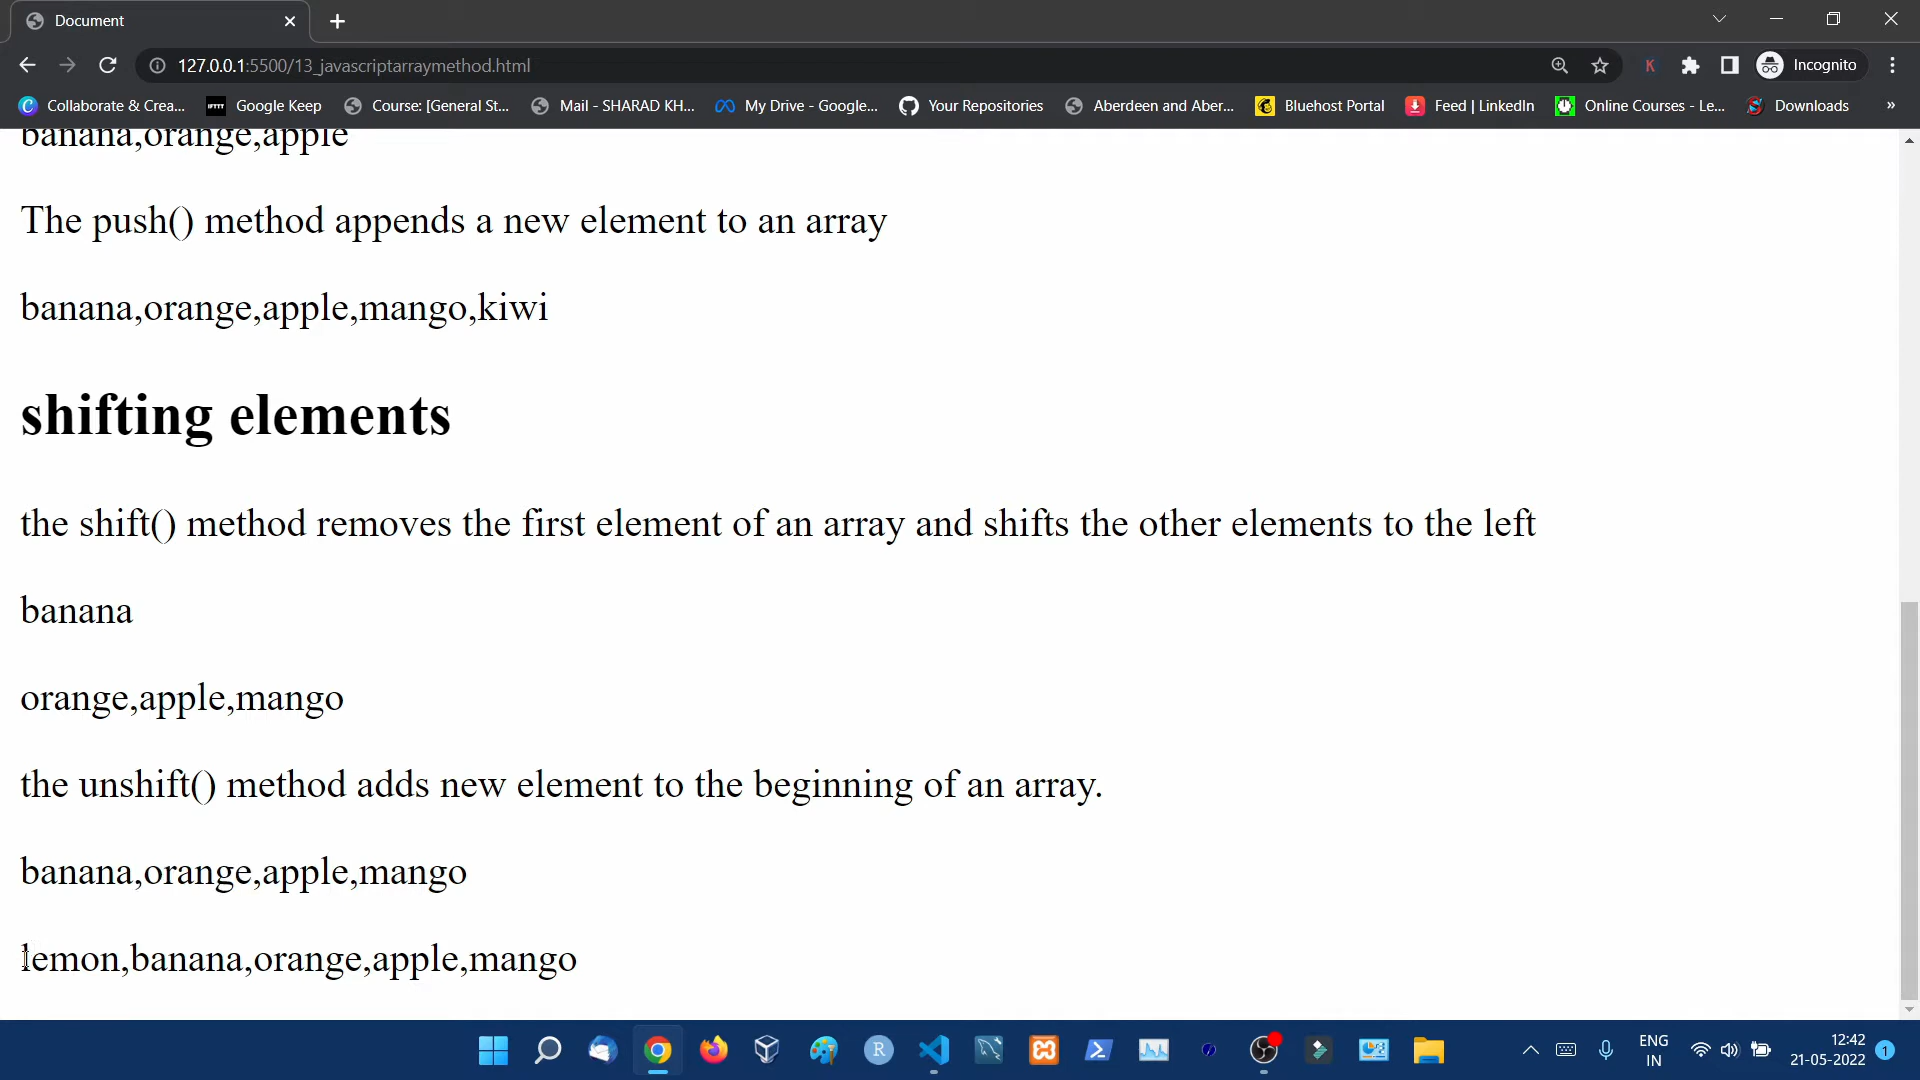 Document
127.0.0.1:5500/13_javascriptarraymethod.html
Incognito
Collaborate & Crea... Google Keep Course: [General St... Mail - SHARAD KH... My Drive - Google... Your Repositories Aberdeen and Aber... Bluehost Portal Feed | LinkedIn Online Courses - Le... Downloads »
banana,orange,apple
The push() method appends a new element to an array
banana,orange,apple,mango,kiwi
shifting elements
the shift() method removes the first element of an array and shifts the other elements to the left
banana
orange,apple,mango
the unshift() method adds new element to the beginning of an array.
banana,orange,apple,mango
lemon,banana,orange,apple,mango
ENG
IN
12:42
21-05-2022
1